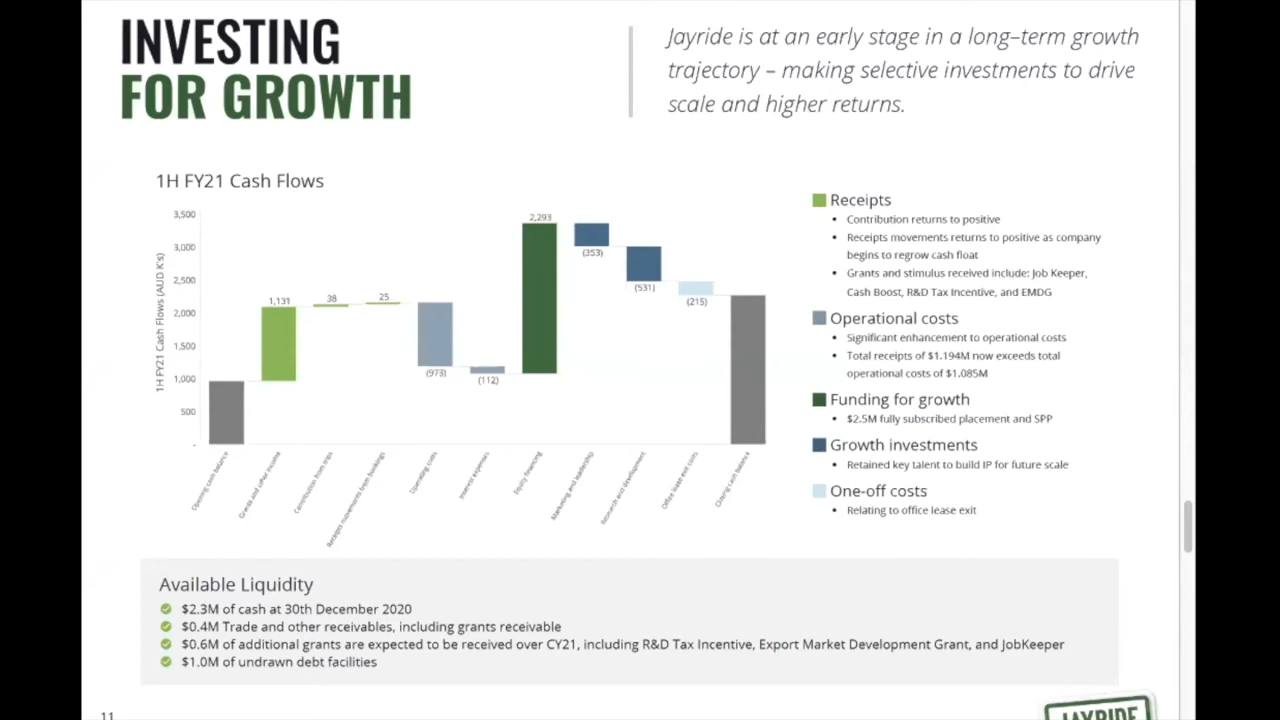 INVESTING
FOR GROWTH
Jayride is at an early stage in a long–term growth
trajectory – making selective investments to drive
scale and higher returns.
1H FY21 Cash Flows
1H FY21 Cash Flows (AUD K's)
3,500
3,000
2,500
2,000
1,500
1,000
500
-
1,131
38
25
(973)
(112)
2,293
(353)
(531)
(215)
Opening cash balance
Grants and other income
Contribution from trips
Receipts movements from bookings
Operating costs
Interest expenses
Equity financing
Marketing and leadership
Research and development
Office lease exit costs
Closing cash balance
Receipts
• Contribution returns to positive
• Receipts movements returns to positive as company
begins to regrow cash float
• Grants and stimulus received include: Job Keeper,
Cash Boost, R&D Tax Incentive, and EMDG
Operational costs
• Significant enhancement to operational costs
• Total receipts of $1.194M now exceeds total
operational costs of $1.085M
Funding for growth
• $2.5M fully subscribed placement and SPP
Growth investments
• Retained key talent to build IP for future scale
One-off costs
• Relating to office lease exit
Available Liquidity
$2.3M of cash at 30th December 2020
$0.4M Trade and other receivables, including grants receivable
$0.6M of additional grants are expected to be received over CY21, including R&D Tax Incentive, Export Market Development Grant, and JobKeeper
$1.0M of undrawn debt facilities
11
JAYRIDE